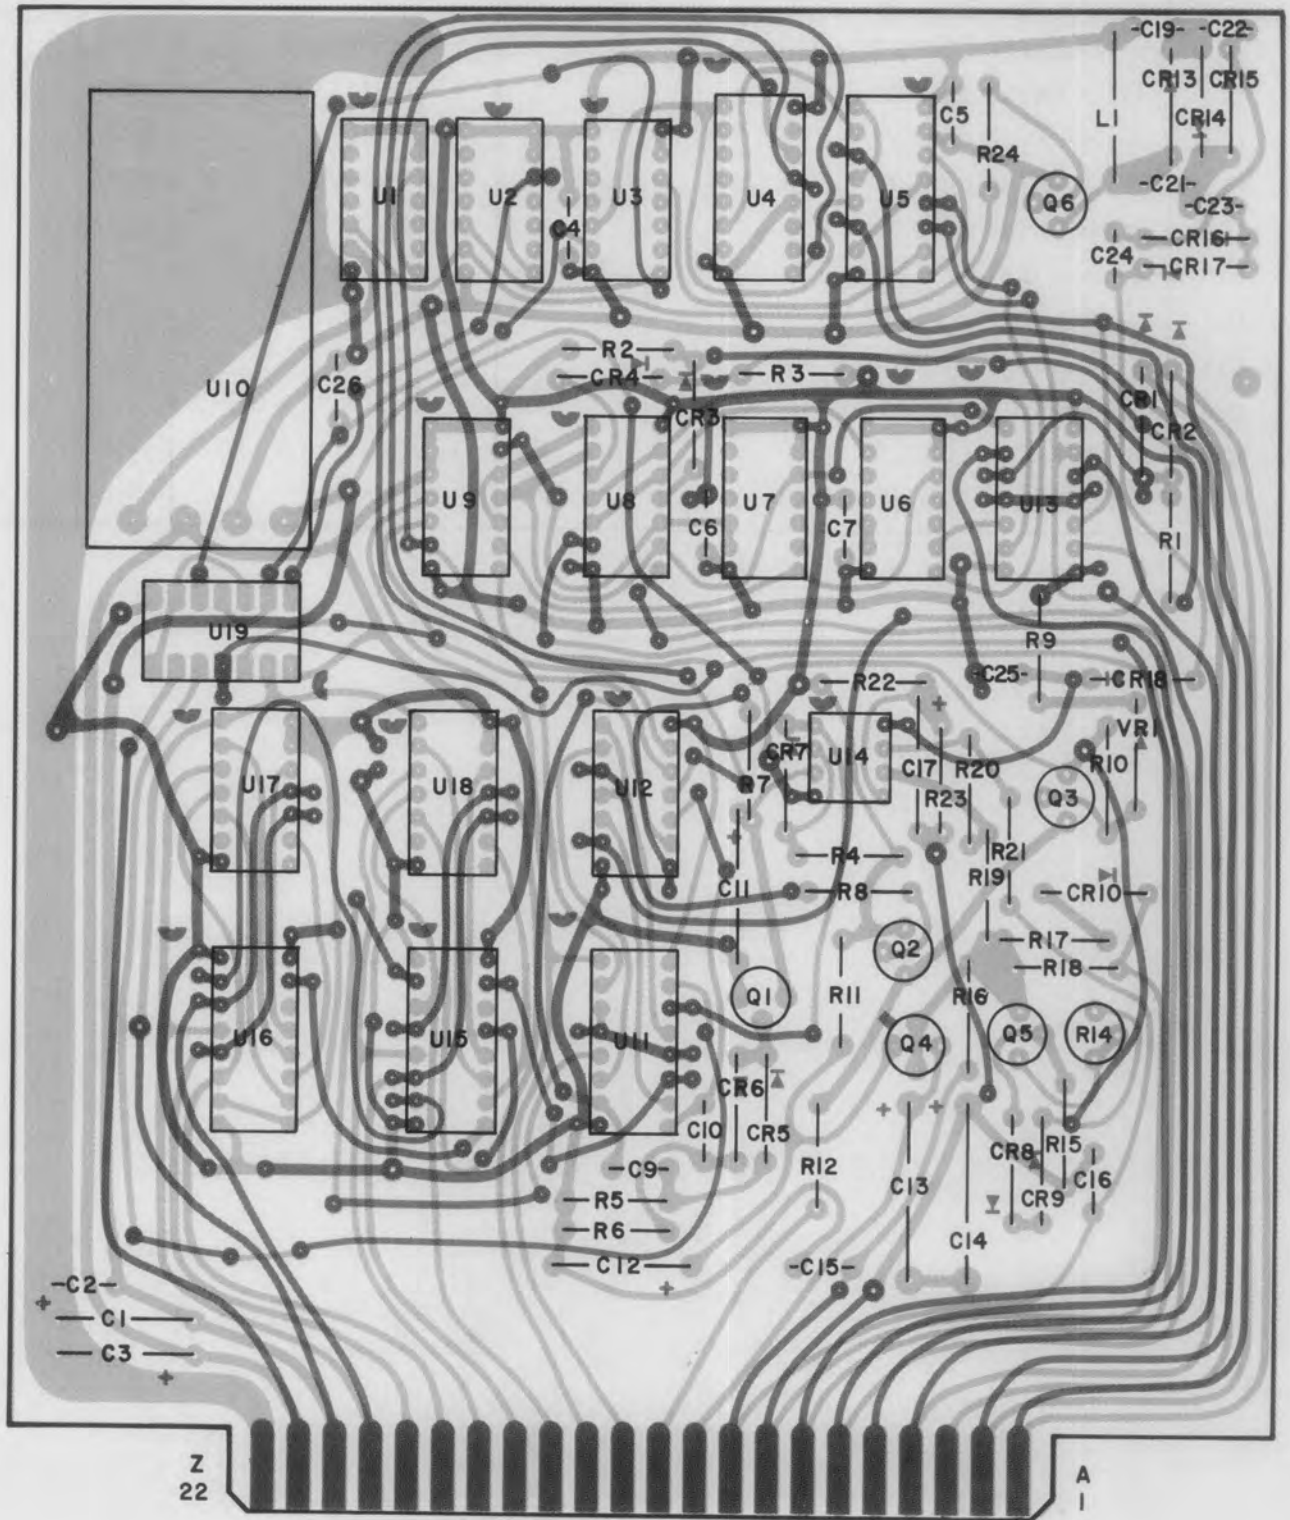 -C19- -C22-
CR13 CR15
C5
L1
CR14
R24
U1
U2
U3
U4
U5
-C21-
Q6
-C23-
C4
CR16
C24
CR17
R2
U10
C26
CR4
R3
CR3
CR1
CR2
U9
U8
U7
U6
U13
C6
C7
R1
U19
R9
R22
-C25-
CR18
VR1
CR7
U14
R10
U17
U18
U12
R7
C17
R20
Q3
R23
R4
R21
R19
C11
R8
CR10
R17
Q2
R18
R16
Q1
R11
U16
U15
U11
Q4
Q5
R14
CR6
C10
CR5
R15
CR8
R12
C9
C13
C16
R5
CR9
R6
C14
C12
-C15-
-C2-
C1
C3
Z
22
A
1